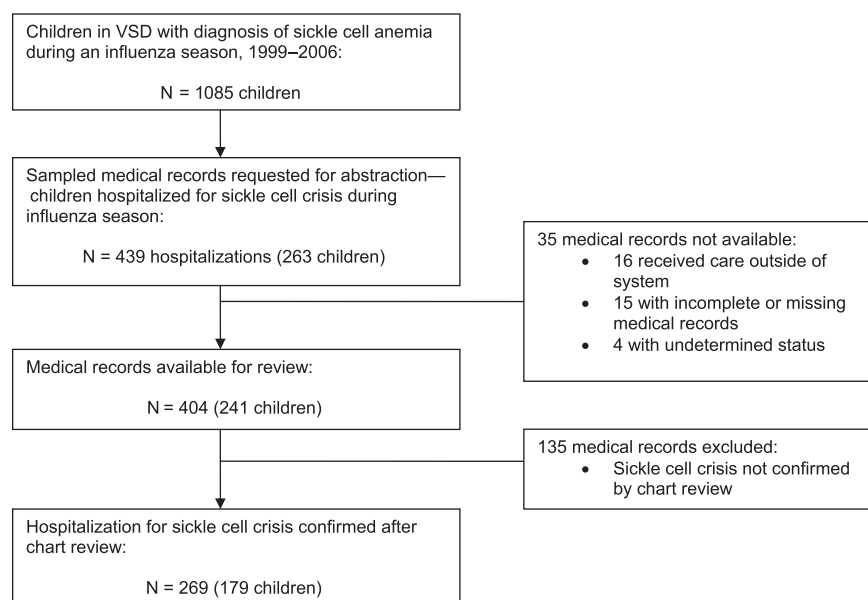 Children in VSD with diagnosis of sickle cell anemia
during an influenza season, 1999–2006:
N = 1085 children
Sampled medical records requested for abstraction—
children hospitalized for sickle cell crisis during
influenza season:
N = 439 hospitalizations (263 children)
35 medical records not available:
• 16 received care outside of
system
• 15 with incomplete or missing
medical records
• 4 with undetermined status
Medical records available for review:
N = 404 (241 children)
135 medical records excluded:
• Sickle cell crisis not confirmed
by chart review
Hospitalization for sickle cell crisis confirmed after
chart review:
N = 269 (179 children)